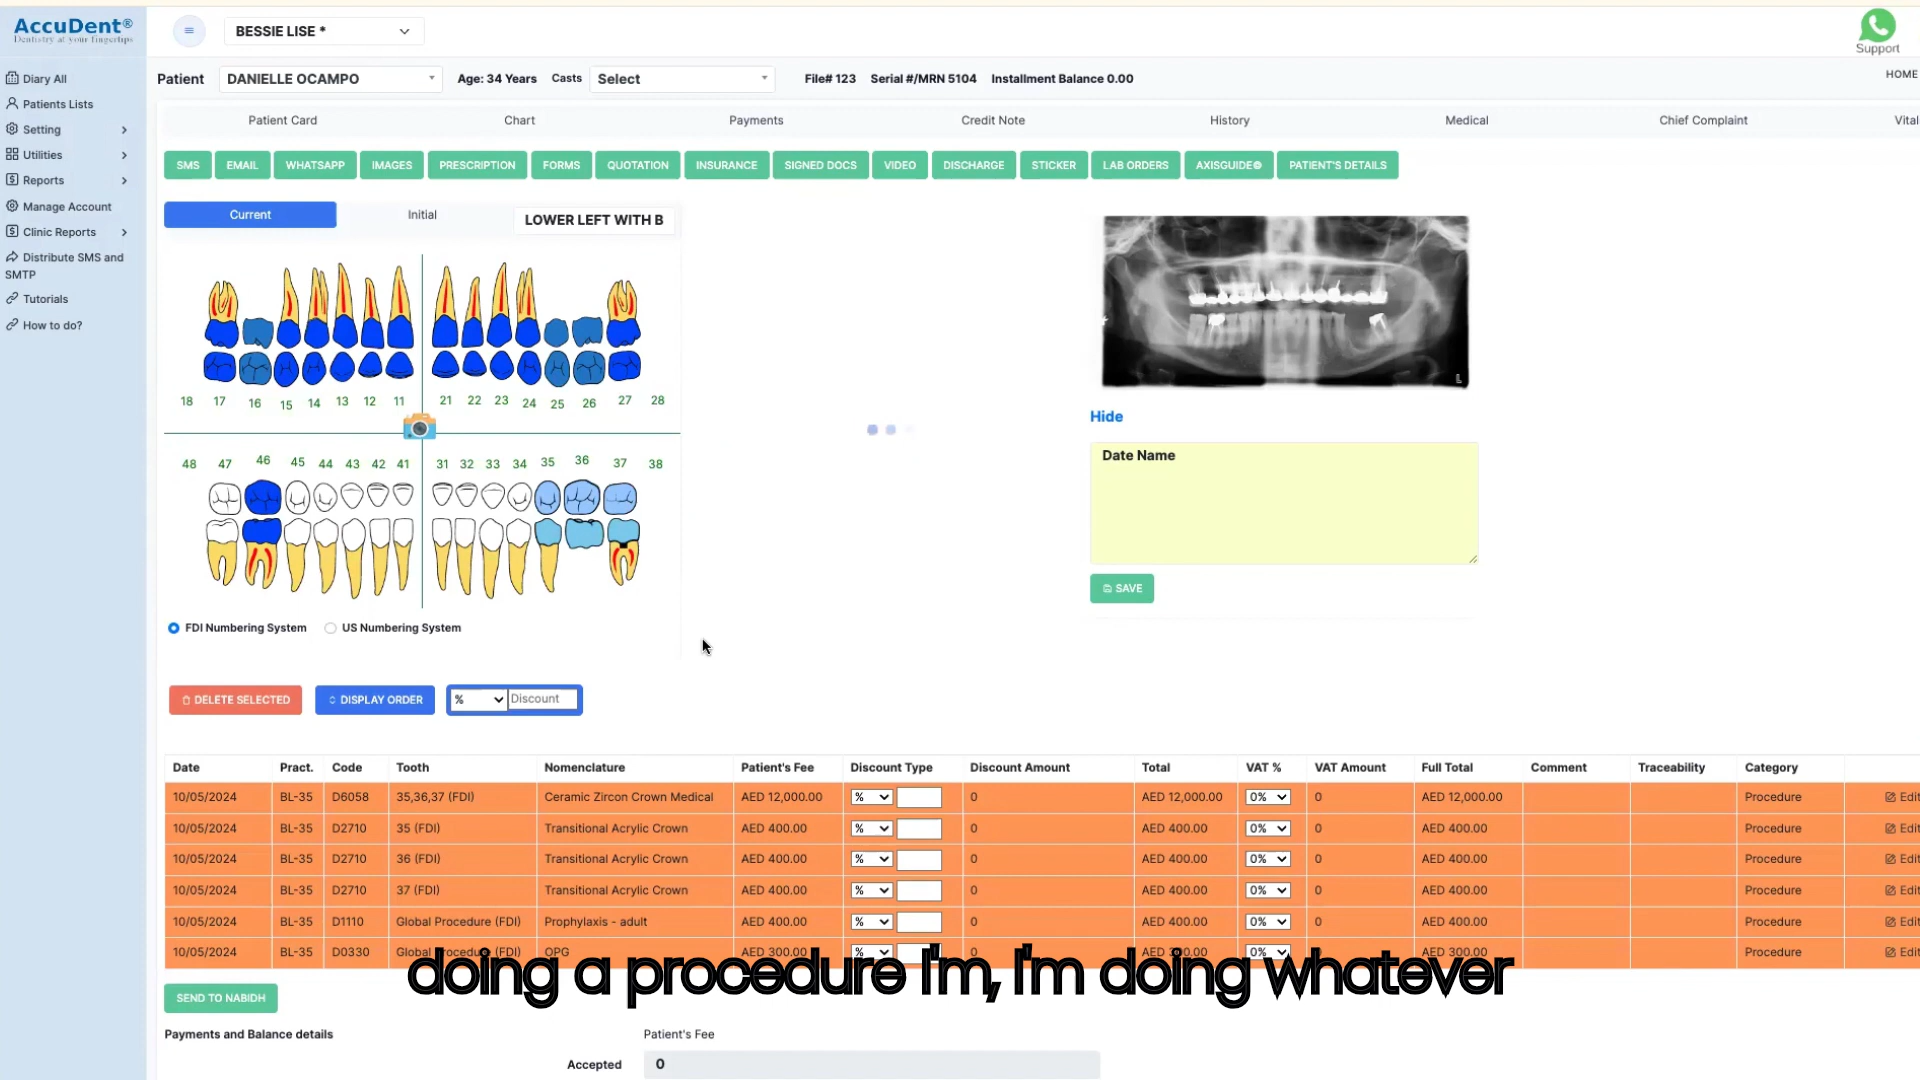 AccuDent®
Dentistry at your fingertips
BESSIE LISE *
Support
Diary All
Patients Lists
Setting
Utilities
Reports
Manage Account
Clinic Reports
Distribute SMS and
SMTP
Tutorials
How to do?
Patient DANIELLE OCAMPO Age: 34 Years Casts Select File# 123 Serial #/MRN 5104 Installment Balance 0.00
HOME
Patient Card Chart Payments Credit Note History Medical Chief Complaint Vital
SMS EMAIL WHATSAPP IMAGES PRESCRIPTION FORMS QUOTATION INSURANCE SIGNED DOCS VIDEO DISCHARGE STICKER LAB ORDERS AXISGUIDE® PATIENT'S DETAILS
Current Initial LOWER LEFT WITH B
18 17 16 15 14 13 12 11 21 22 23 24 25 26 27 28
48 47 46 45 44 43 42 41 31 32 33 34 35 36 37 38
FDI Numbering System US Numbering System
L
Hide
Date Name
SAVE
DELETE SELECTED DISPLAY ORDER % Discount
Date Pract. Code Tooth Nomenclature Patient's Fee Discount Type Discount Amount Total VAT % VAT Amount Full Total Comment Traceability Category
10/05/2024 BL-35 D6058 35,36,37 (FDI) Ceramic Zircon Crown Medical AED 12,000.00 % 0 AED 12,000.00 0% 0 AED 12,000.00 Procedure Edit
10/05/2024 BL-35 D2710 35 (FDI) Transitional Acrylic Crown AED 400.00 % 0 AED 400.00 0% 0 AED 400.00 Procedure Edit
10/05/2024 BL-35 D2710 36 (FDI) Transitional Acrylic Crown AED 400.00 % 0 AED 400.00 0% 0 AED 400.00 Procedure Edit
10/05/2024 BL-35 D2710 37 (FDI) Transitional Acrylic Crown AED 400.00 % 0 AED 400.00 0% 0 AED 400.00 Procedure Edit
10/05/2024 BL-35 D1110 Global Procedure (FDI) Prophylaxis - adult AED 400.00 % 0 AED 400.00 0% 0 AED 400.00 Procedure Edit
10/05/2024 BL-35 D0330 Global Procedure (FDI) OPG AED 300.00 % 0 AED 300.00 0% 0 AED 300.00 Procedure Edit
doing a procedure I'm, I'm doing whatever
SEND TO NABIDH
Payments and Balance details Patient's Fee
Accepted 0